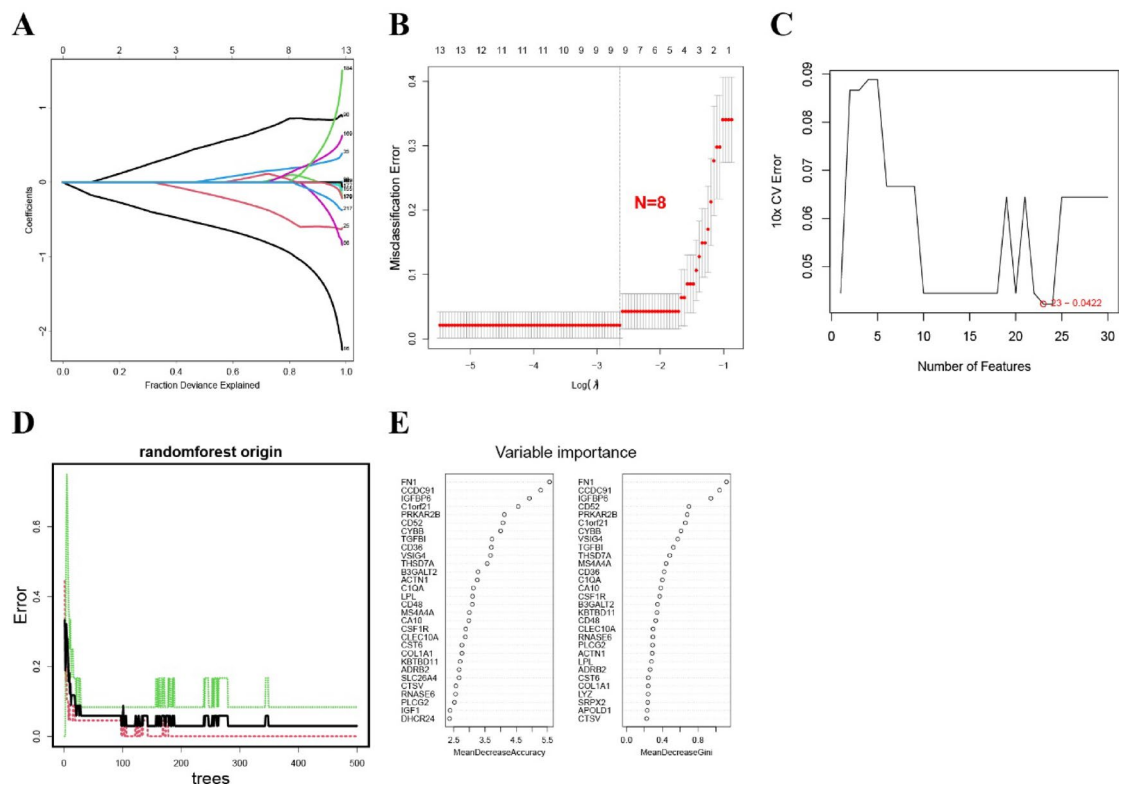 A
0 2 3 5 8 13
Coefficients
1
0
−1
−2
0.0 0.2 0.4 0.6 0.8 1.0
Fraction Deviance Explained
B
13 13 12 11 11 11 10 9 9 9 7 6 5 4 3 2 1
Misclassification Error
0.4
0.3
0.2
0.1
0.0
N=8
−5 −4 −3 −2 −1
Log(λ)
C
10x CV Error
0.09
0.08
0.07
0.06
0.05
23 − 0.0422
0 5 10 15 20 25 30
Number of Features
D
randomforest origin
Error
0.6
0.4
0.2
0.0
0 100 200 300 400 500
trees
E
Variable importance
FN1
CCDC91
IGFBP6
C1orf21
PRKAR2B
CD52
CYBB
TGFBI
CD36
VSIG4
THSD7A
B3GALT2
ACTN1
C1QA
LPL
CD48
MS4A4A
CA10
CSF1R
CLEC10A
CST6
COL1A1
KBTBD11
ADRB2
SLC26A4
CTSV
RNASE6
PLCG2
IGF1
DHCR24
2.5 3.5 4.5 5.5
MeanDecreaseAccuracy
FN1
CCDC91
IGFBP6
CD52
PRKAR2B
C1orf21
CYBB
VSIG4
TGFBI
THSD7A
MS4A4A
CD36
C1QA
CA10
CSF1R
B3GALT2
KBTBD11
CD48
CLEC10A
RNASE6
PLCG2
ACTN1
LPL
ADRB2
CST6
COL1A1
LYZ
SRPX2
APOLD1
CTSV
0.0 0.4 0.8
MeanDecreaseGini